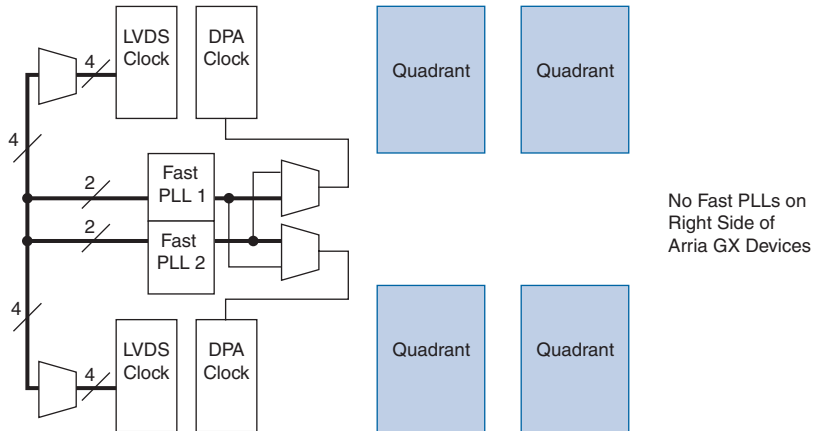 LVDS
Clock
DPA
Clock
Quadrant
Quadrant
4
4
2
Fast
PLL 1
No Fast PLLs on
Right Side of
Arria GX Devices
2
Fast
PLL 2
4
4
LVDS
Clock
DPA
Clock
Quadrant
Quadrant